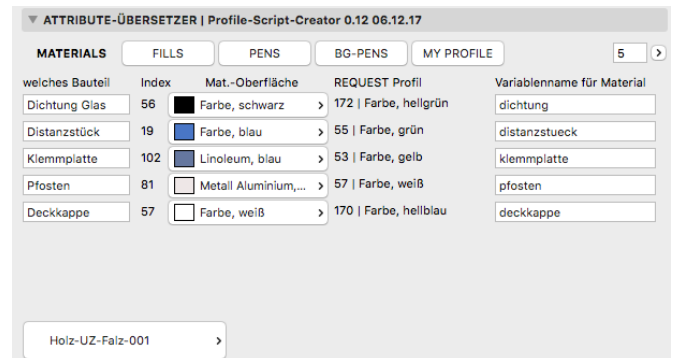 ▼ ATTRIBUTE-ÜBERSETZER | Profile-Script-Creator 0.12 06.12.17
MATERIALS FILLS PENS BG-PENS MY PROFILE 5 >
welches Bauteil Index Mat.-Oberfläche REQUEST Profil Variablenname für Material
Dichtung Glas 56 Farbe, schwarz > 172 | Farbe, hellgrün dichtung
Distanzstück 19 Farbe, blau > 55 | Farbe, grün distanzstueck
Klemmplatte 102 Linoleum, blau > 53 | Farbe, gelb klemmplatte
Pfosten 81 Metall Aluminium,... > 57 | Farbe, weiß pfosten
Deckkappe 57 Farbe, weiß > 170 | Farbe, hellblau deckkappe
Holz-UZ-Falz-001 >